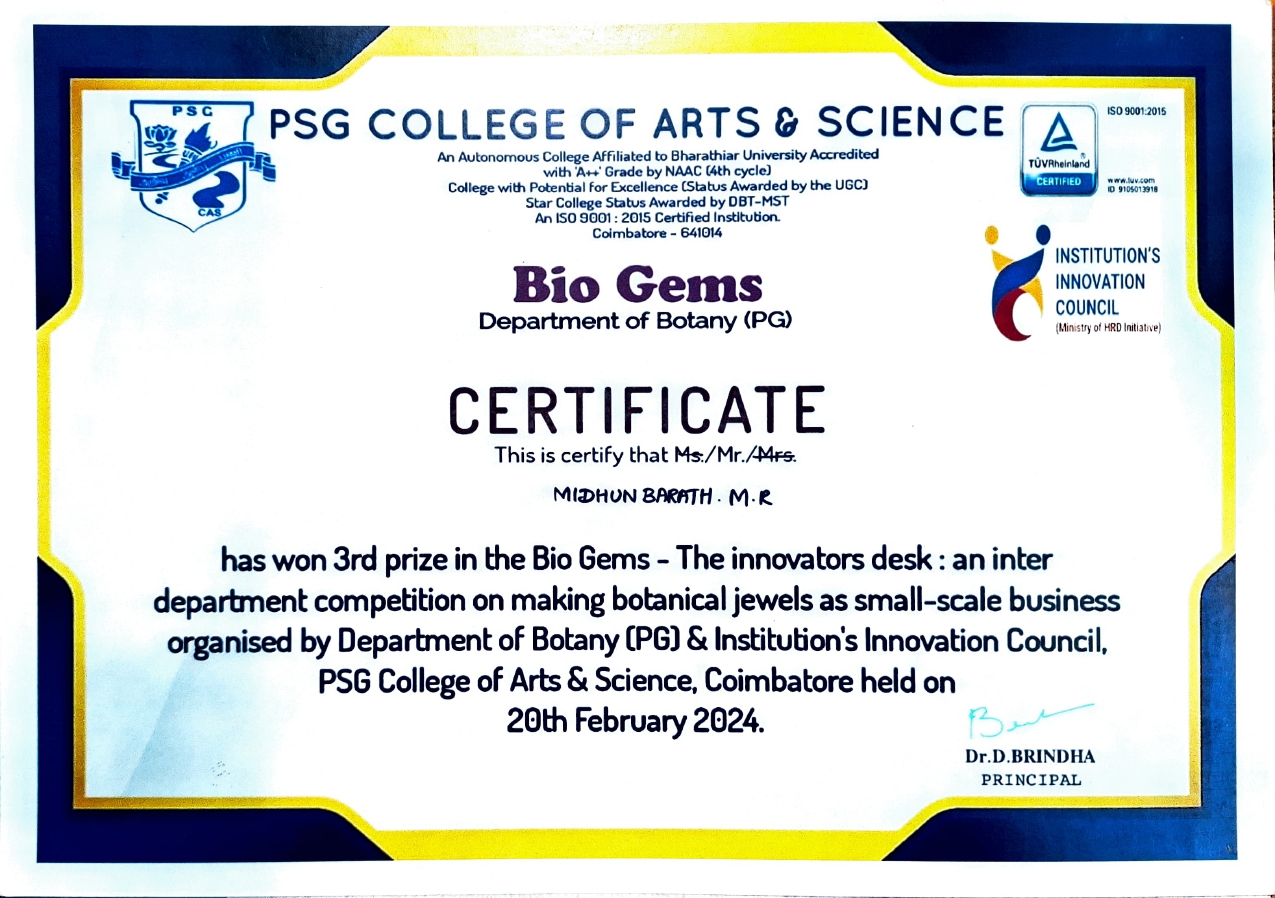 PSG
CAS
PSG COLLEGE OF ARTS & SCIENCE
An Autonomous College Affiliated to Bharathiar University Accredited
with 'A++' Grade by NAAC (4th cycle)
College with Potential for Excellence (Status Awarded by the UGC)
Star College Status Awarded by DBT-MST
An ISO 9001 : 2015 Certified Institution.
Coimbatore - 641014
TÜVRheinland®
CERTIFIED
ISO 9001:2015
www.tuv.com
ID 9105013918
INSTITUTION'S
INNOVATION
COUNCIL
(Ministry of HRD Initiative)
Bio Gems
Department of Botany (PG)
CERTIFICATE
This is certify that Ms./Mr./Mrs.
MIDHUN BARATH. M.R
has won 3rd prize in the Bio Gems - The innovators desk : an inter
department competition on making botanical jewels as small-scale business
organised by Department of Botany (PG) & Institution's Innovation Council,
PSG College of Arts & Science, Coimbatore held on
20th February 2024.
Dr.D.BRINDHA
PRINCIPAL